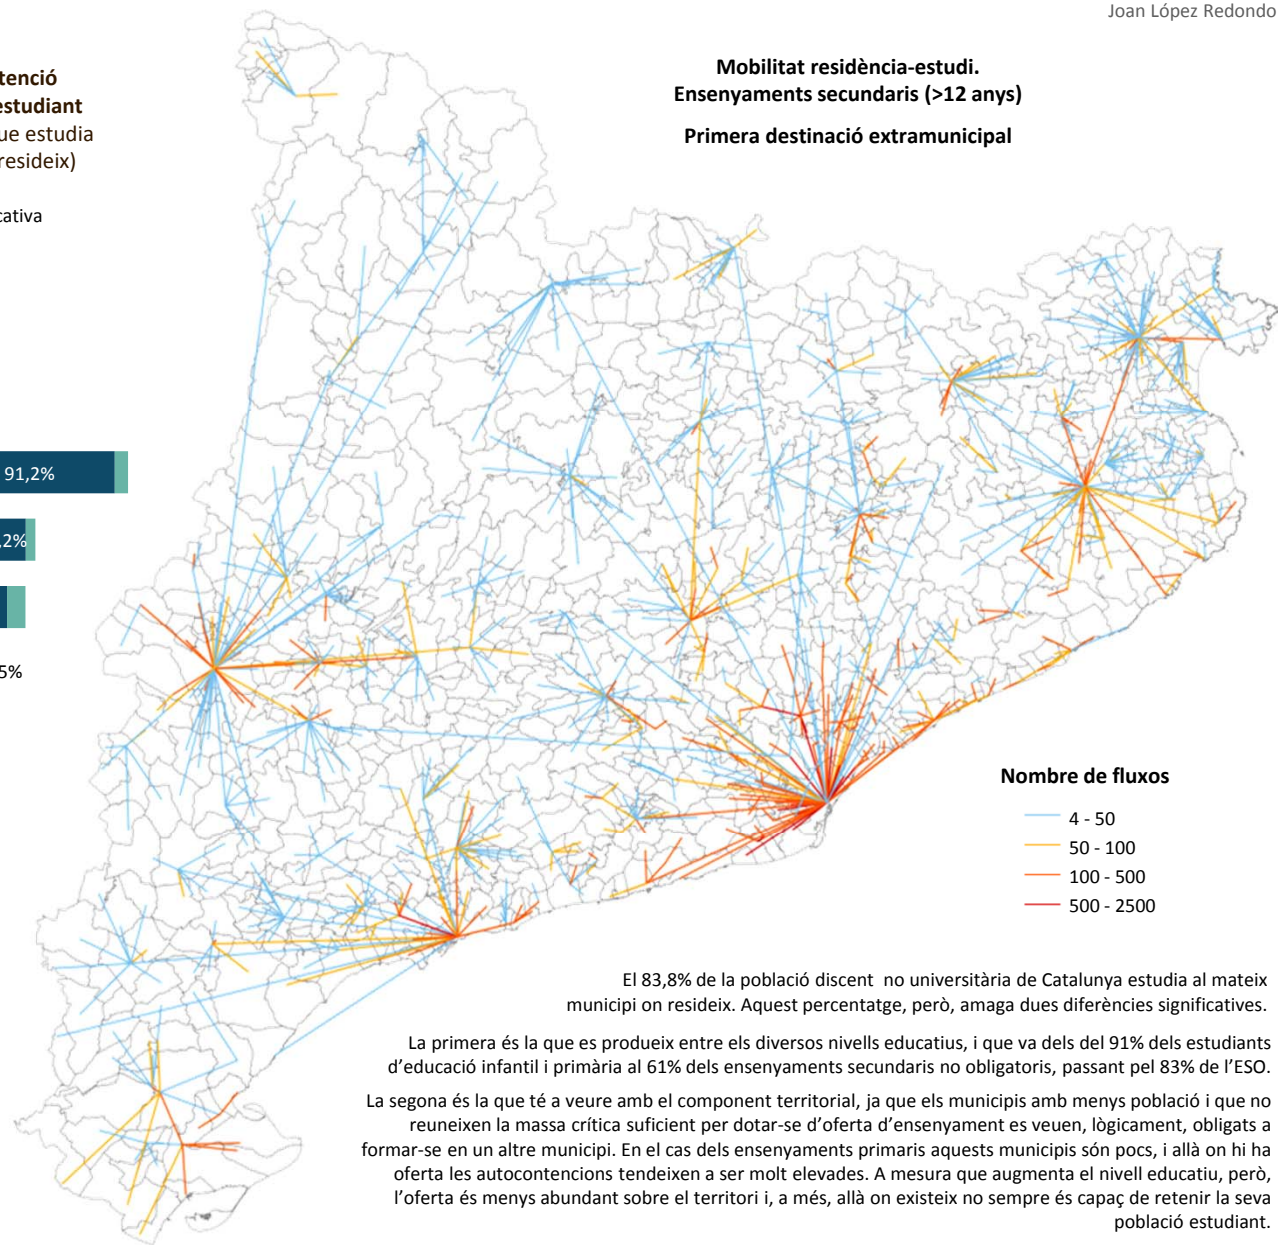 Joan López Redondo
tenció
estudiant
ue estudia
resideix)
cativa
91,2%
,2%
5%
Mobilitat residència-estudi.
Ensenyaments secundaris (>12 anys)
Primera destinació extramunicipal
Nombre de fluxos
4 - 50
50 - 100
100 - 500
500 - 2500
El 83,8% de la població discent no universitària de Catalunya estudia al mateix
municipi on resideix. Aquest percentatge, però, amaga dues diferències significatives.
La primera és la que es produeix entre els diversos nivells educatius, i que va dels del 91% dels estudiants
d’educació infantil i primària al 61% dels ensenyaments secundaris no obligatoris, passant pel 83% de l’ESO.
La segona és la que té a veure amb el component territorial, ja que els municipis amb menys població i que no
reuneixen la massa crítica suficient per dotar-se d’oferta d’ensenyament es veuen, lògicament, obligats a
formar-se en un altre municipi. En el cas dels ensenyaments primaris aquests municipis són pocs, i allà on hi ha
oferta les autocontencions tendeixen a ser molt elevades. A mesura que augmenta el nivell educatiu, però,
l’oferta és menys abundant sobre el territori i, a més, allà on existeix no sempre és capaç de retenir la seva
població estudiant.